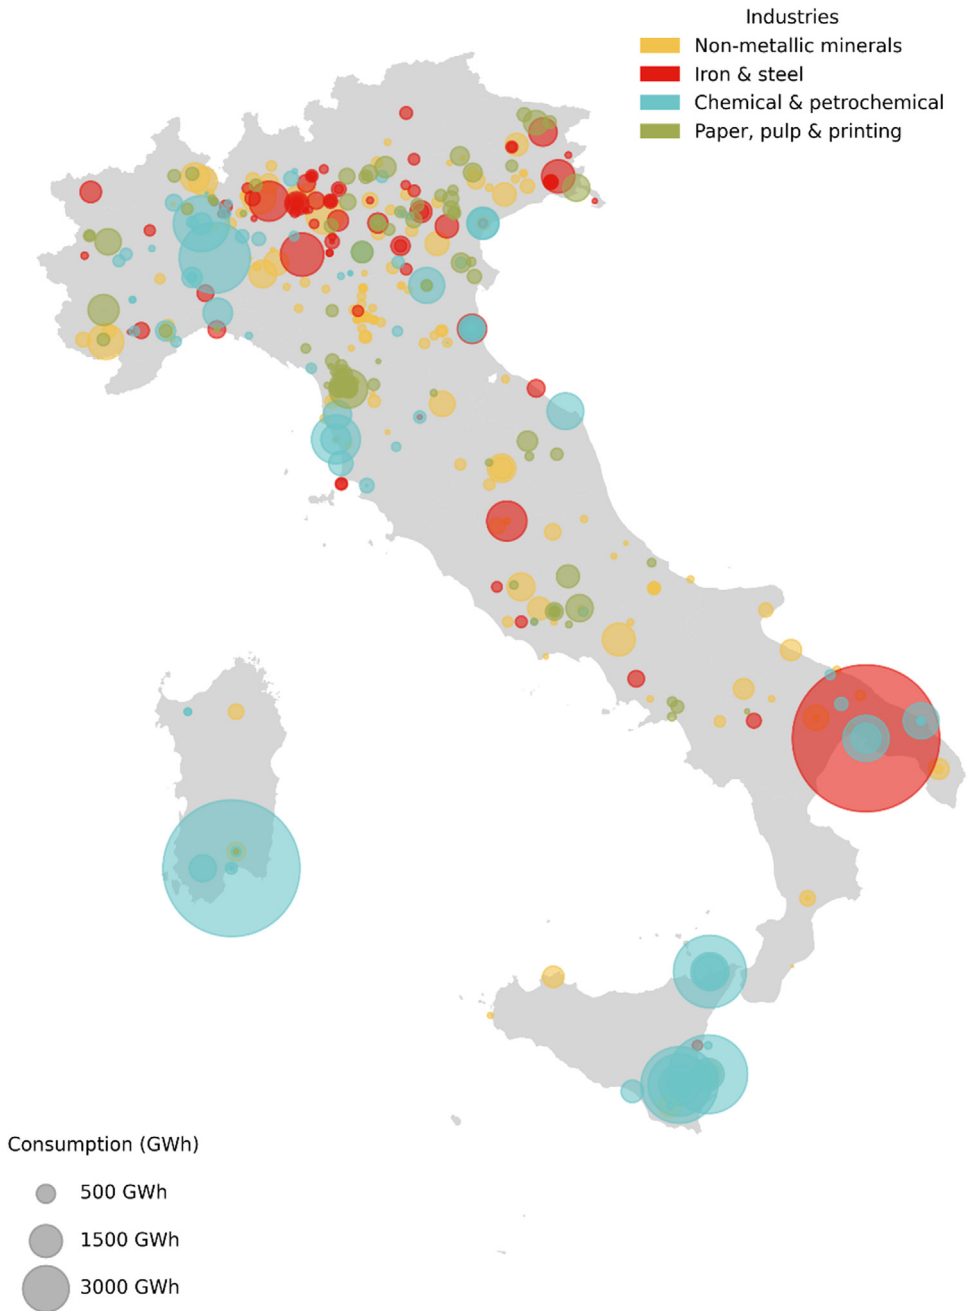 Industries
Non-metallic minerals
Iron & steel
Chemical & petrochemical
Paper, pulp & printing
Consumption (GWh)
500 GWh
1500 GWh
3000 GWh